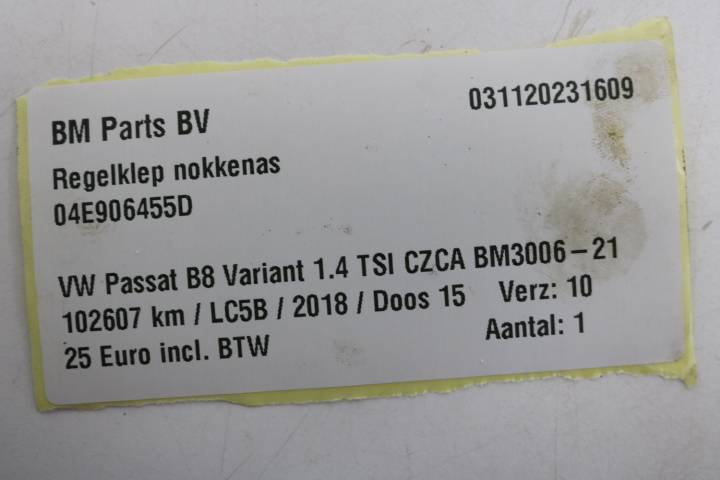 BM Parts BV 031120231609
Regelklep nokkenas
04E906455D
VW Passat B8 Variant 1.4 TSI CZCA BM3006-21
102607 km / LC5B / 2018 / Doos 15 Verz: 10
25 Euro incl. BTW Aantal: 1